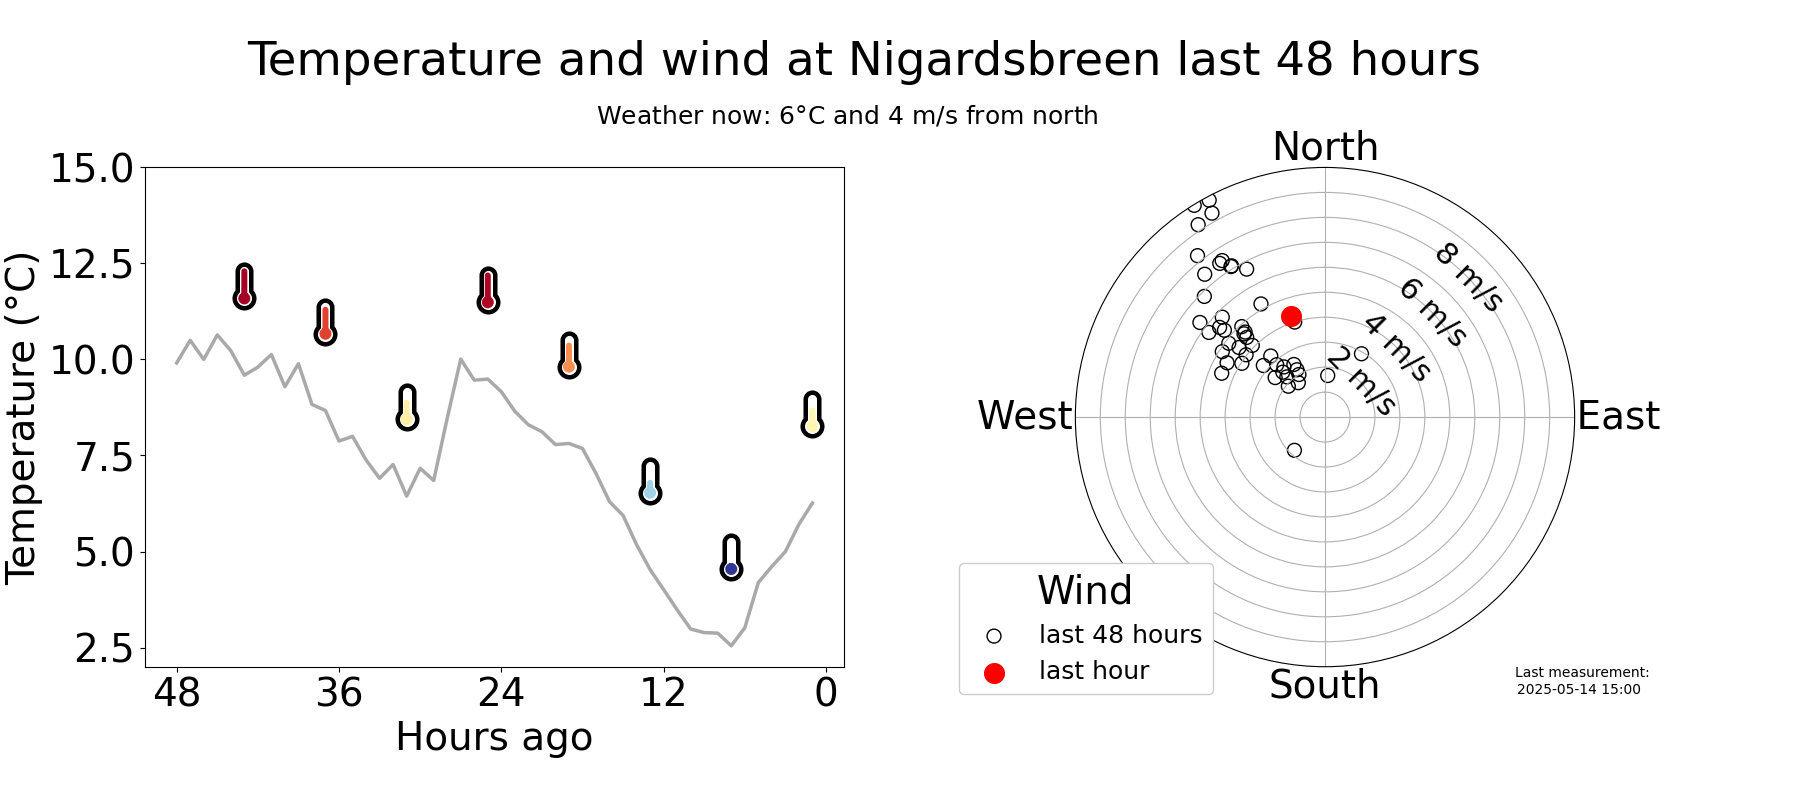 Temperature and wind at Nigardsbreen last 48 hours
Weather now: 6°C and 4 m/s from north
Temperature (°C)
15.0
12.5
10.0
7.5
5.0
2.5
48 36 24 12 0
Hours ago
North
West
East
South
8 m/s
6 m/s
4 m/s
2 m/s
Wind
last 48 hours
last hour
Last measurement:
2025-05-14 15:00